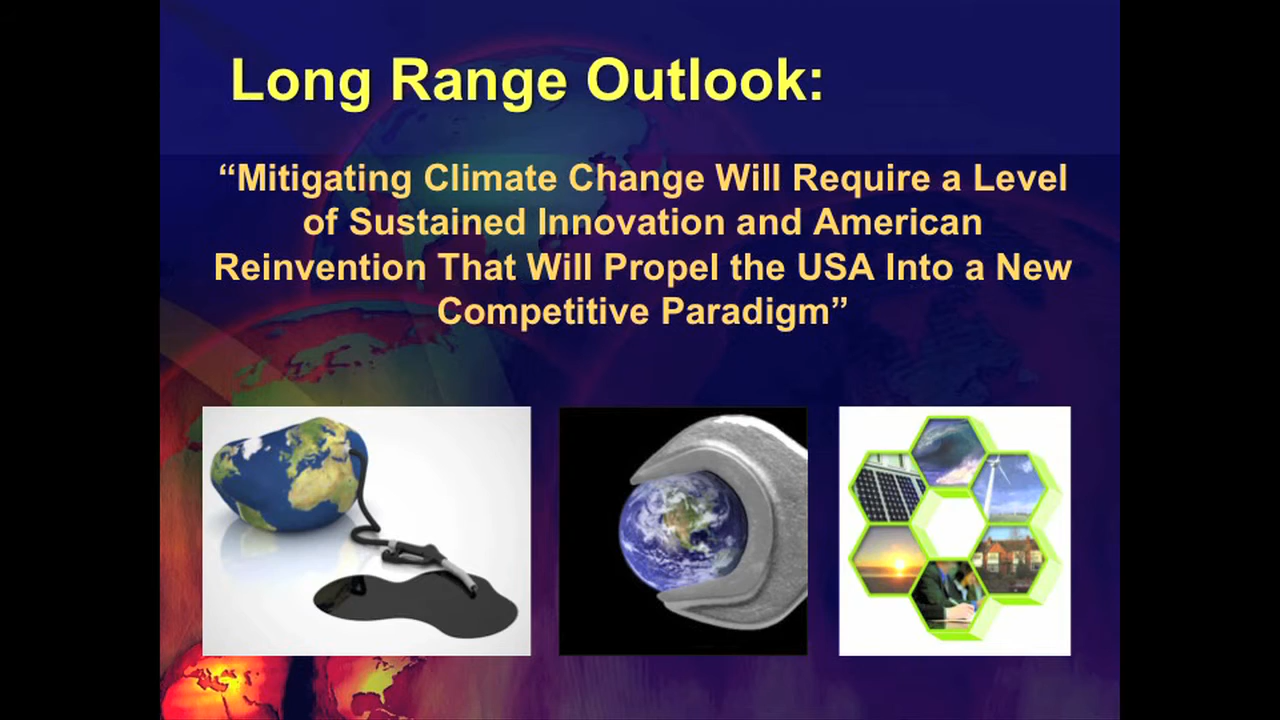 Long Range Outlook:
“Mitigating Climate Change Will Require a Level
of Sustained Innovation and American
Reinvention That Will Propel the USA Into a New
Competitive Paradigm”